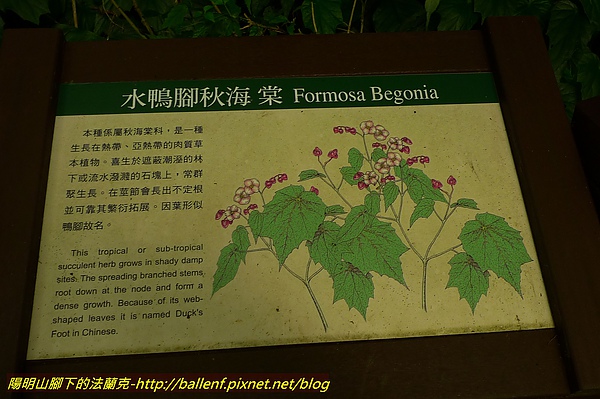 水鴨腳秋海棠 Formosa Begonia
本種係屬秋海棠科，是一種
生長在熱帶、亞熱帶的肉質草
本植物。喜生於遮蔽潮溼的林
下或流水潑濺的石塊上，常群
聚生長。在莖節會長出不定根
並可靠其繁衍拓展。因葉形似
鴨腳故名。
This tropical or sub-tropical
succulent herb grows in shady damp
sites. The spreading branched stems
root down at the node and form a
dense growth. Because of its web-
shaped leaves it is named Duck's
Foot in Chinese.
陽明山腳下的法蘭克-http://ballenf.pixnet.net/blog